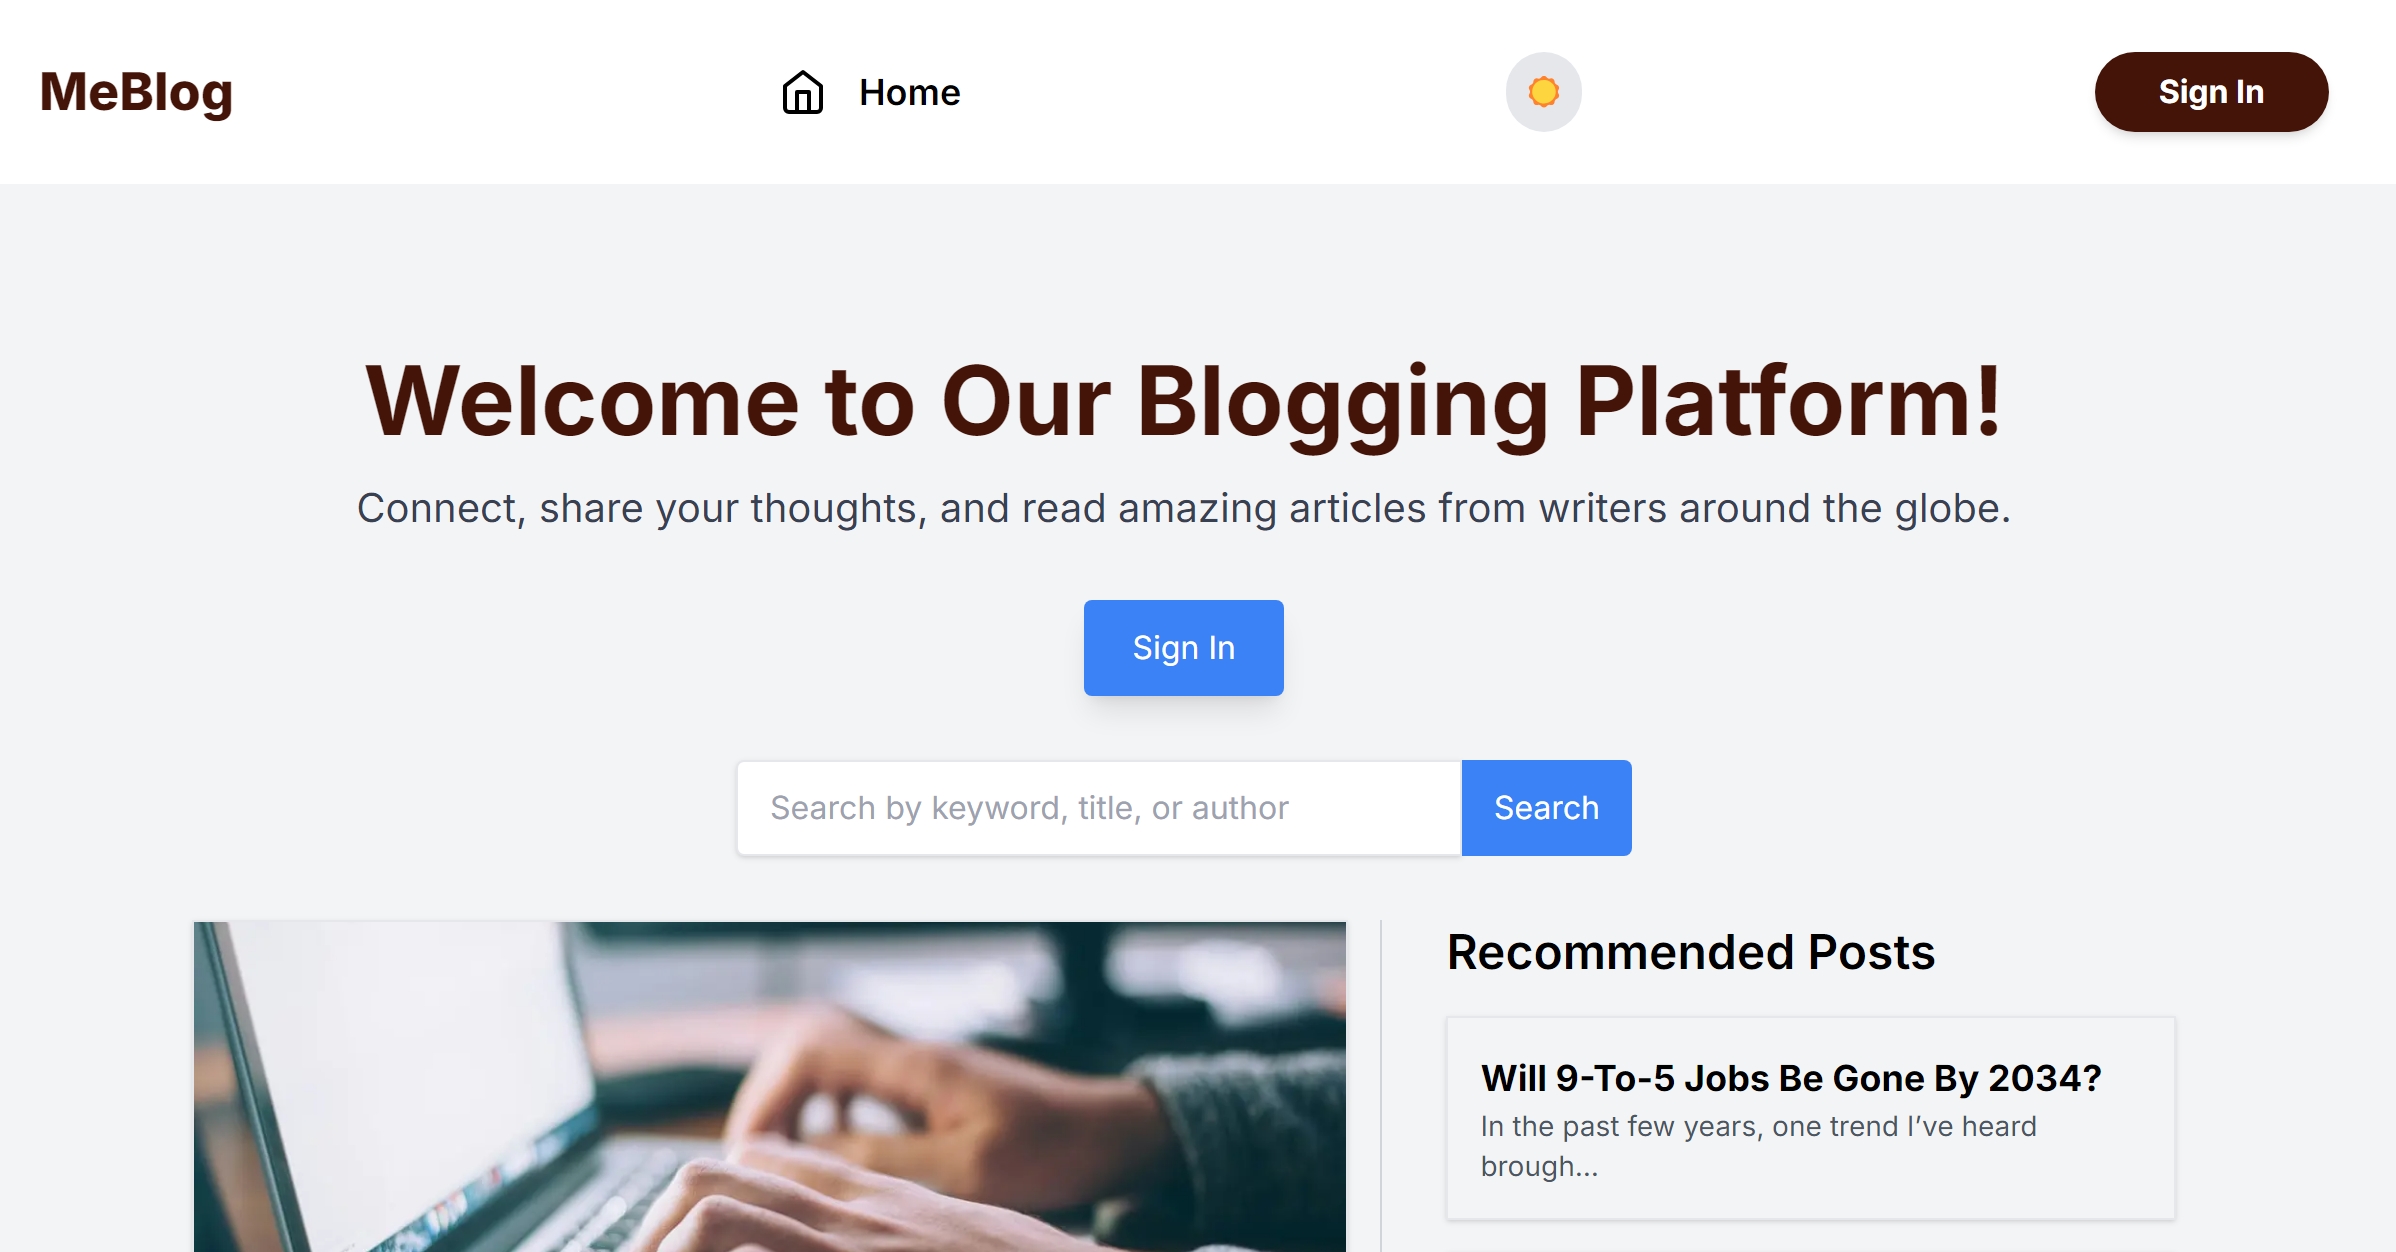 MeBlog
Home
Sign In
Welcome to Our Blogging Platform!
Connect, share your thoughts, and read amazing articles from writers around the globe.
Sign In
Search by keyword, title, or author
Search
Recommended Posts
Will 9-To-5 Jobs Be Gone By 2034?
In the past few years, one trend I’ve heard
brough...